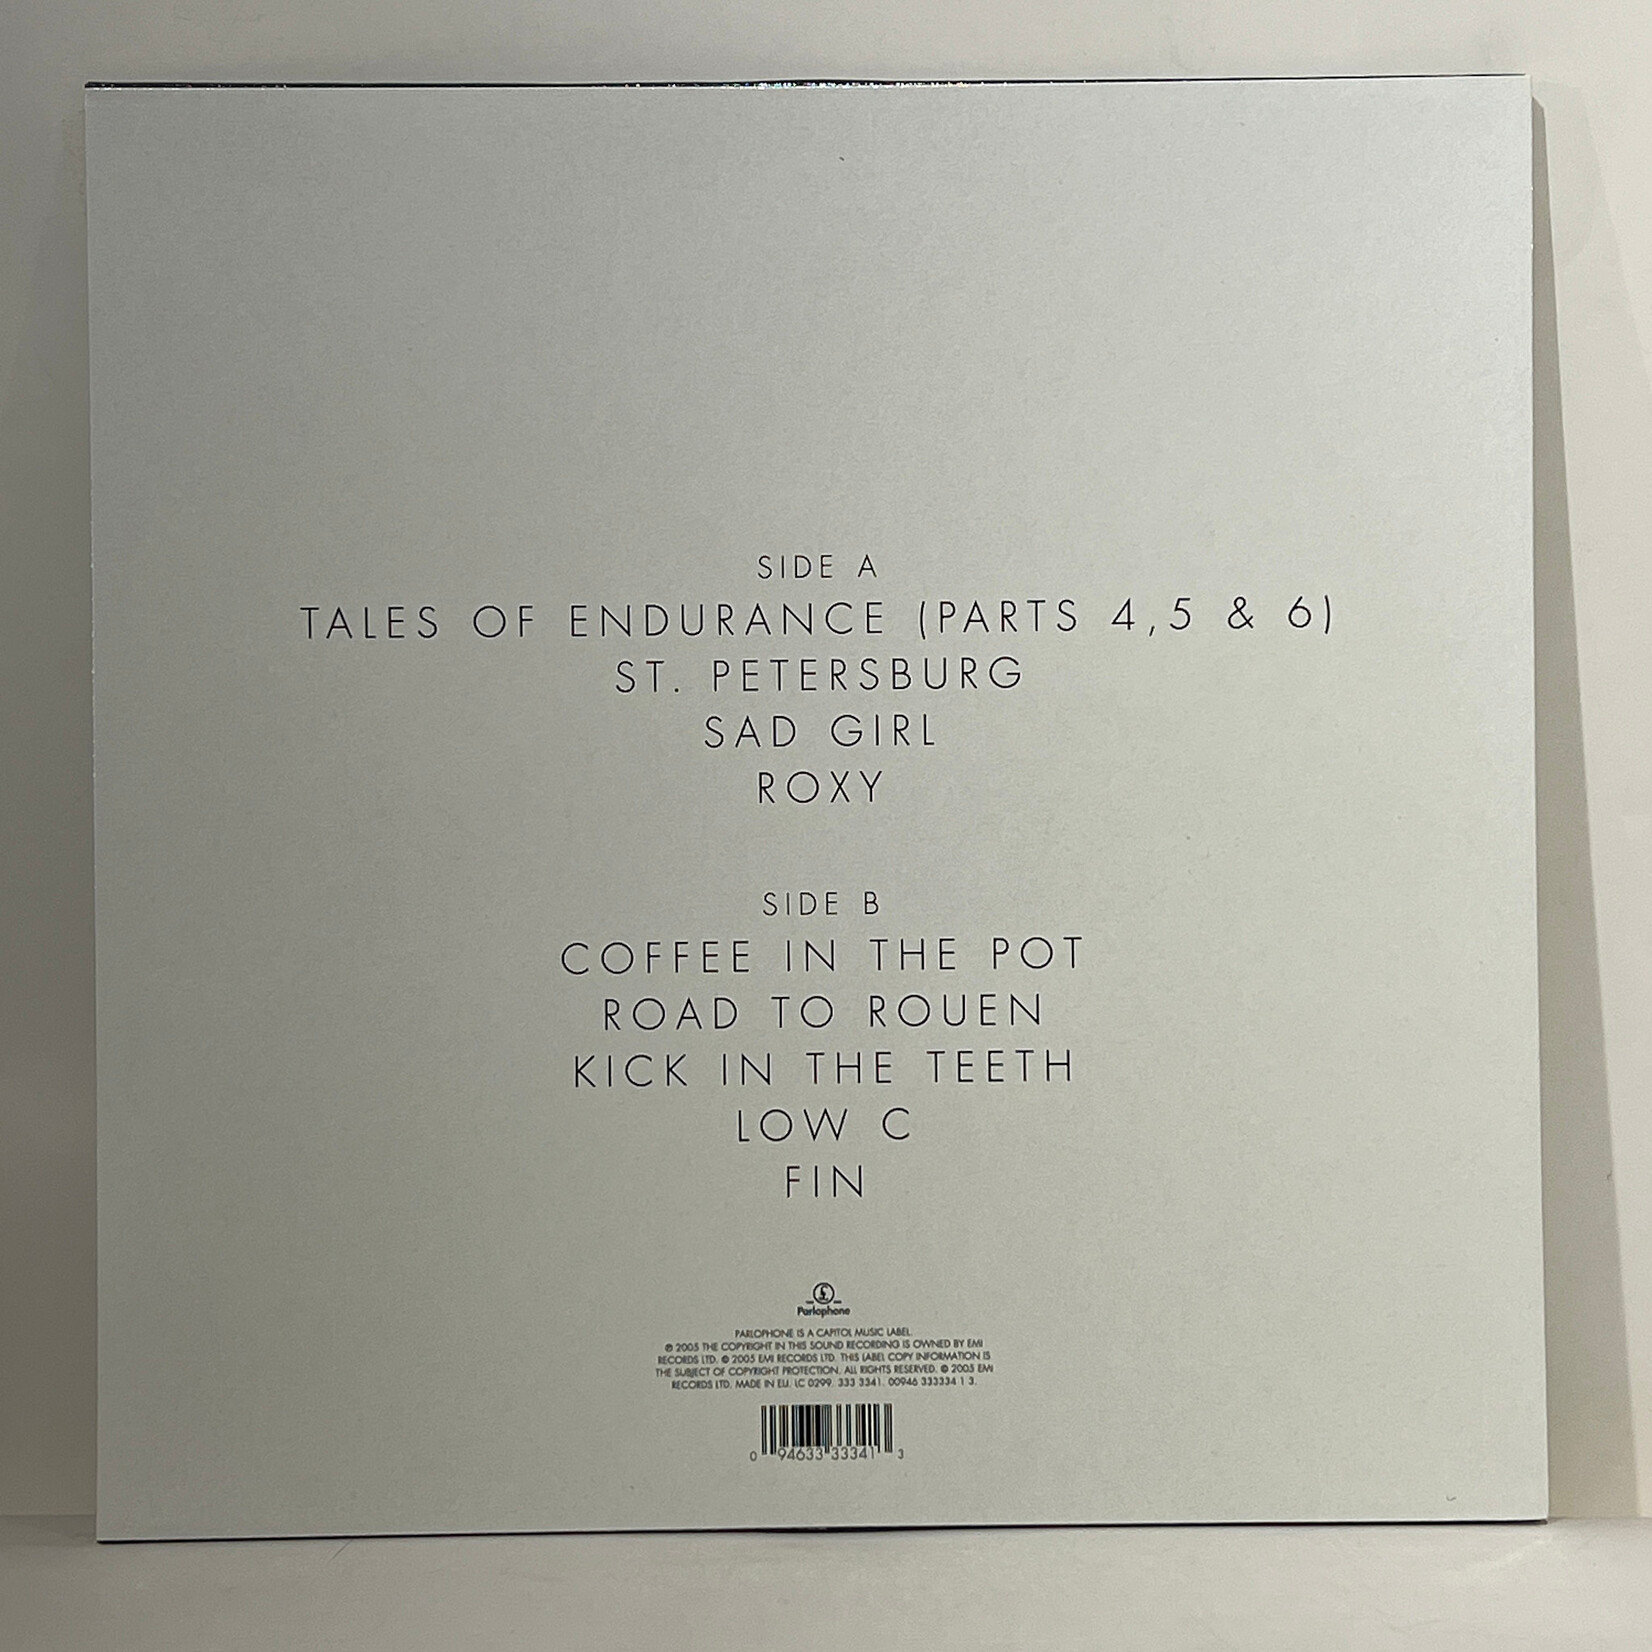 SIDE A
TALES OF ENDURANCE (PARTS 4,5 & 6)
ST. PETERSBURG
SAD GIRL
ROXY
SIDE B
COFFEE IN THE POT
ROAD TO ROUEN
KICK IN THE TEETH
LOW C
FIN
£
Parlophone
PARLOPHONE IS A CAPITOL MUSIC LABEL.
℗ 2005 THE COPYRIGHT IN THIS SOUND RECORDING IS OWNED BY EMI
RECORDS LTD. © 2005 EMI RECORDS LTD. THIS LABEL COPY INFORMATION IS
THE SUBJECT OF COPYRIGHT PROTECTION. ALL RIGHTS RESERVED. © 2005 EMI
RECORDS LTD. MADE IN EU. LC 0299. 333 3341. 00946 333334 1 3.
0 94633 33341 3